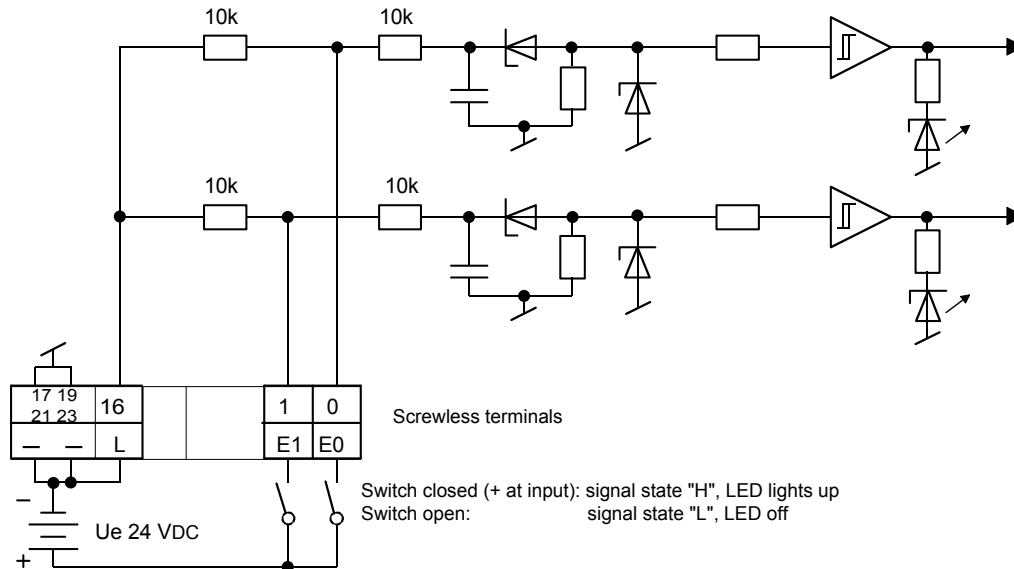 10k
10k
10k
10k
17 19
21 23
16
1
0
— —
L
E1
E0
Screwless terminals
Switch closed (+ at input): signal state "H", LED lights up
Switch open: signal state "L", LED off
−
Ue 24 VDC
+